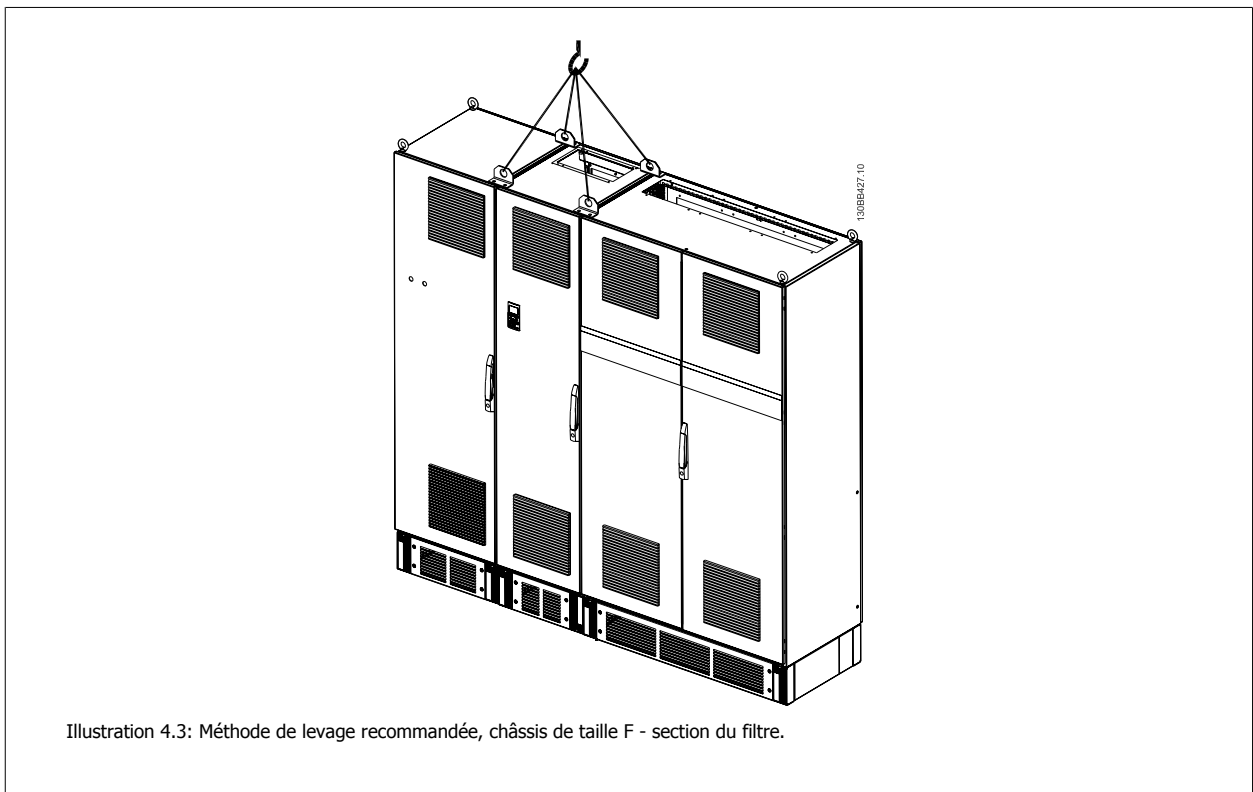 130BB427.10
Illustration 4.3: Méthode de levage recommandée, châssis de taille F - section du filtre.